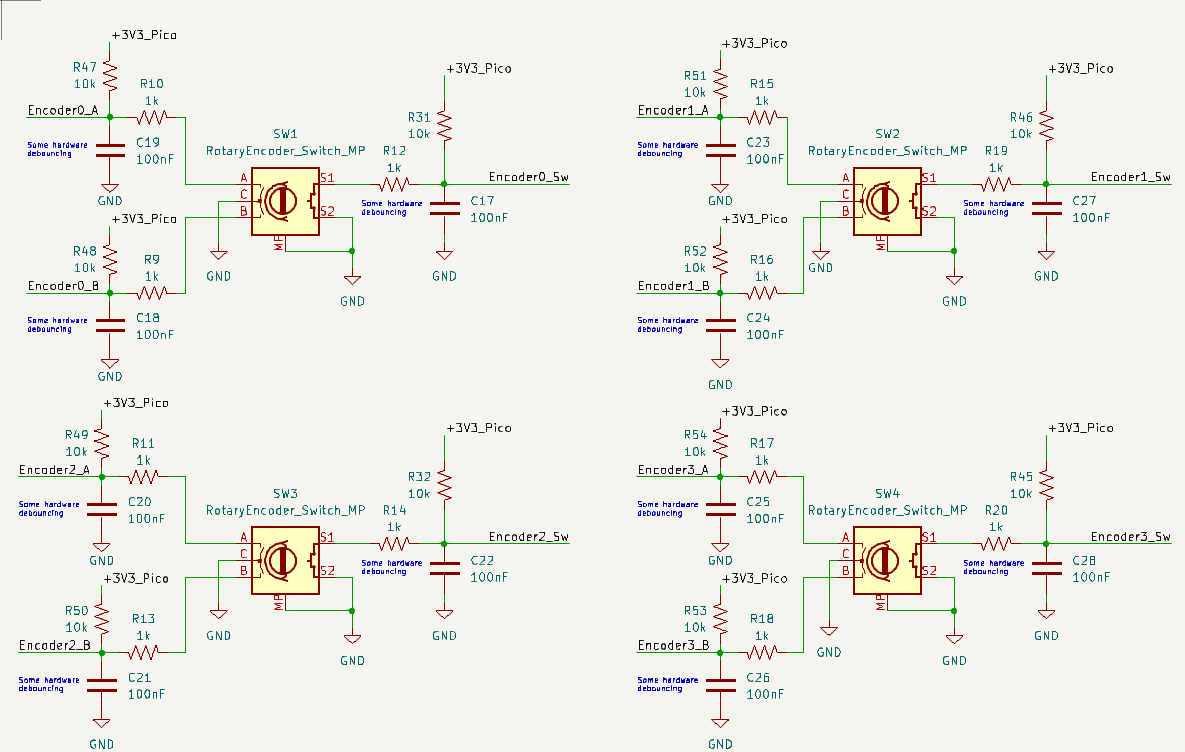 +3V3_Pico
R47
10k
R10
1k
Encoder0_A
Some hardware
debouncing
C19
100nF
GND
+3V3_Pico
R48
10k
R9
1k
Encoder0_B
Some hardware
debouncing
C18
100nF
GND
SW1
RotaryEncoder_Switch_MP
A
C
B
S1
S2
MP
GND
GND
+3V3_Pico
R31
10k
R12
1k
Encoder0_Sw
Some hardware
debouncing
C17
100nF
GND
+3V3_Pico
R51
10k
R15
1k
Encoder1_A
Some hardware
debouncing
C23
100nF
GND
+3V3_Pico
R52
10k
R16
1k
Encoder1_B
Some hardware
debouncing
C24
100nF
GND
SW2
RotaryEncoder_Switch_MP
A
C
B
S1
S2
MP
GND
GND
+3V3_Pico
R46
10k
R19
1k
Encoder1_Sw
Some hardware
debouncing
C27
100nF
GND
+3V3_Pico
R49
10k
R11
1k
Encoder2_A
Some hardware
debouncing
C20
100nF
GND
+3V3_Pico
R50
10k
R13
1k
Encoder2_B
Some hardware
debouncing
C21
100nF
GND
SW3
RotaryEncoder_Switch_MP
A
C
B
S1
S2
MP
GND
GND
+3V3_Pico
R32
10k
R14
1k
Encoder2_Sw
Some hardware
debouncing
C22
100nF
GND
+3V3_Pico
R54
10k
R17
1k
Encoder3_A
Some hardware
debouncing
C25
100nF
GND
+3V3_Pico
R53
10k
R18
1k
Encoder3_B
Some hardware
debouncing
C26
100nF
GND
SW4
RotaryEncoder_Switch_MP
A
C
B
S1
S2
MP
GND
GND
+3V3_Pico
R45
10k
R20
1k
Encoder3_Sw
Some hardware
debouncing
C28
100nF
GND